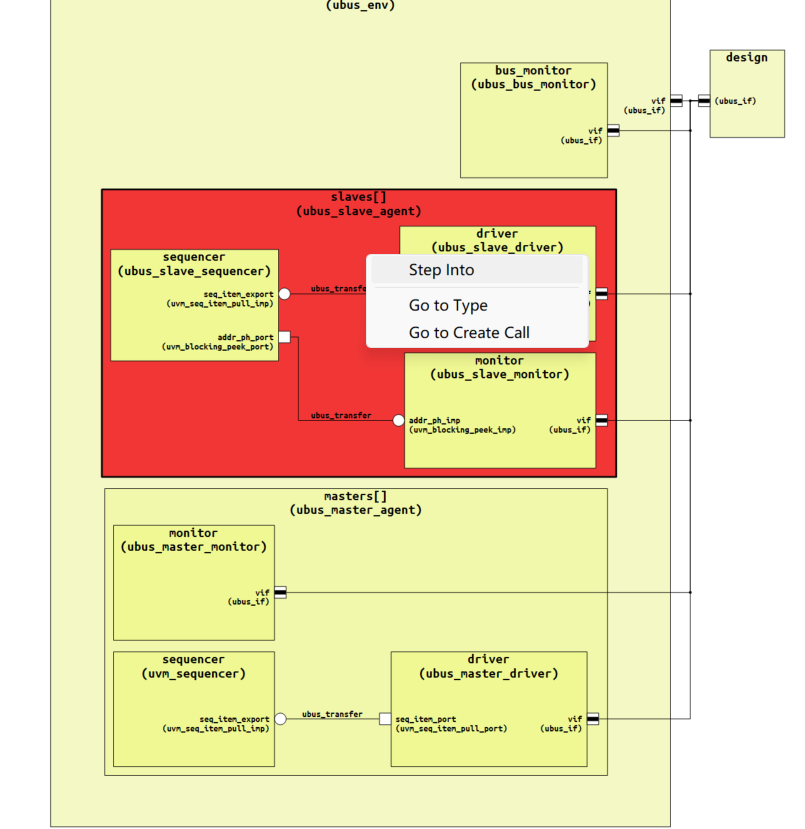 (ubus_env)
design
bus_monitor
(ubus_bus_monitor)
vif
(ubus_if)
(ubus_if)
vif
(ubus_if)
slaves[]
(ubus_slave_agent)
driver
(ubus_slave_driver)
sequencer
(ubus_slave_sequencer)
Step Into
seq_item_export
(uvm_seq_item_pull_imp)
Go to Type
Go to Create Call
addr_ph_port
(uvm_blocking_peek_port)
monitor
(ubus_slave_monitor)
ubus_transfer
addr_ph_imp
(uvm_blocking_peek_imp)
vif
(ubus_if)
masters[]
(ubus_master_agent)
monitor
(ubus_master_monitor)
vif
(ubus_if)
sequencer
(uvm_sequencer)
driver
(ubus_master_driver)
seq_item_export
(uvm_seq_item_pull_imp)
ubus_transfer
seq_item_port
(uvm_seq_item_pull_port)
vif
(ubus_if)